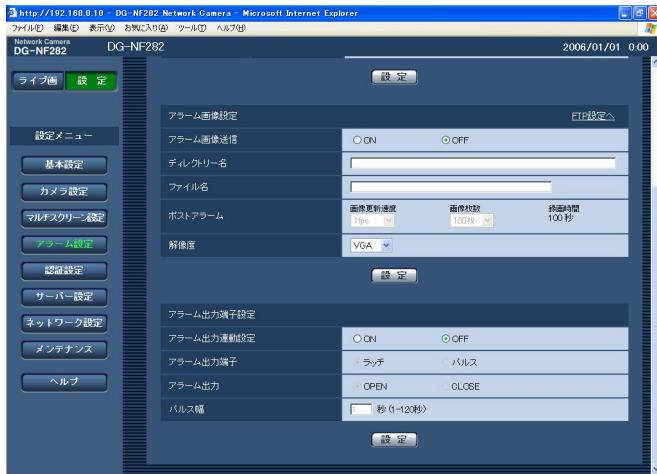 http://192.168.0.10 - DG-NF282 Network Camera - Microsoft Internet Explorer
ファイル(F) 編集(E) 表示(V) お気に入り(A) ツール(T) ヘルプ(H)
Network Camera
DG-NF282
DG-NF282
2006/01/01 0:00
ライブ画 設 定
設 定
アラーム画像設定 FTP設定へ
設定メニュー
アラーム画像送信 ON OFF
基本設定
ディレクトリー名
カメラ設定
ファイル名
マルチスクリーン設定
ポストアラーム 画像更新速度 画像枚数 録画時間
1fps 100枚 100秒
アラーム設定
解像度 VGA
認証設定
設 定
サーバー設定
アラーム出力端子設定
ネットワーク設定
アラーム出力連動設定 ON OFF
メンテナンス
アラーム出力端子 ラッチ パルス
ヘルプ
アラーム出力 OPEN CLOSE
パルス幅 1 秒(1-120秒)
設 定